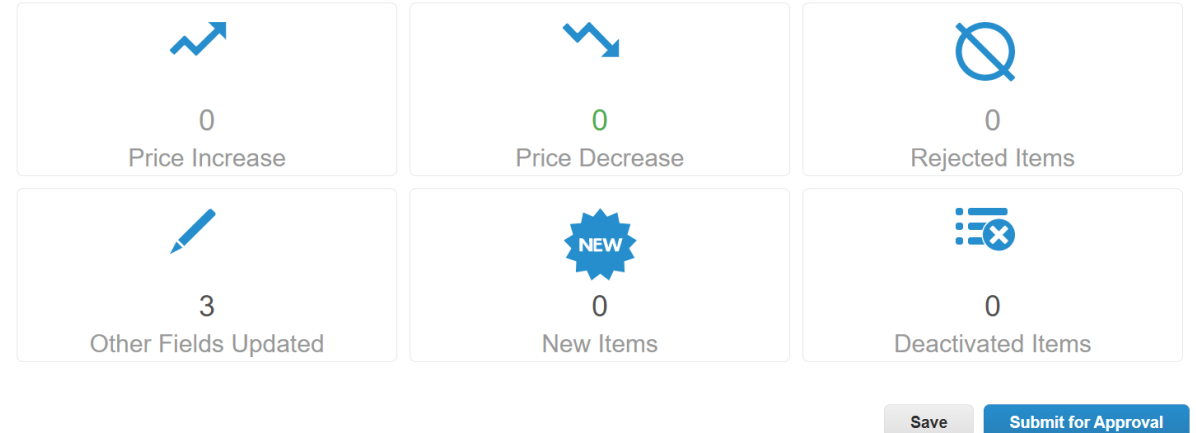 0
Price Increase
0
Price Decrease
0
Rejected Items
3
Other Fields Updated
NEW
0
New Items
0
Deactivated Items
Save
Submit for Approval